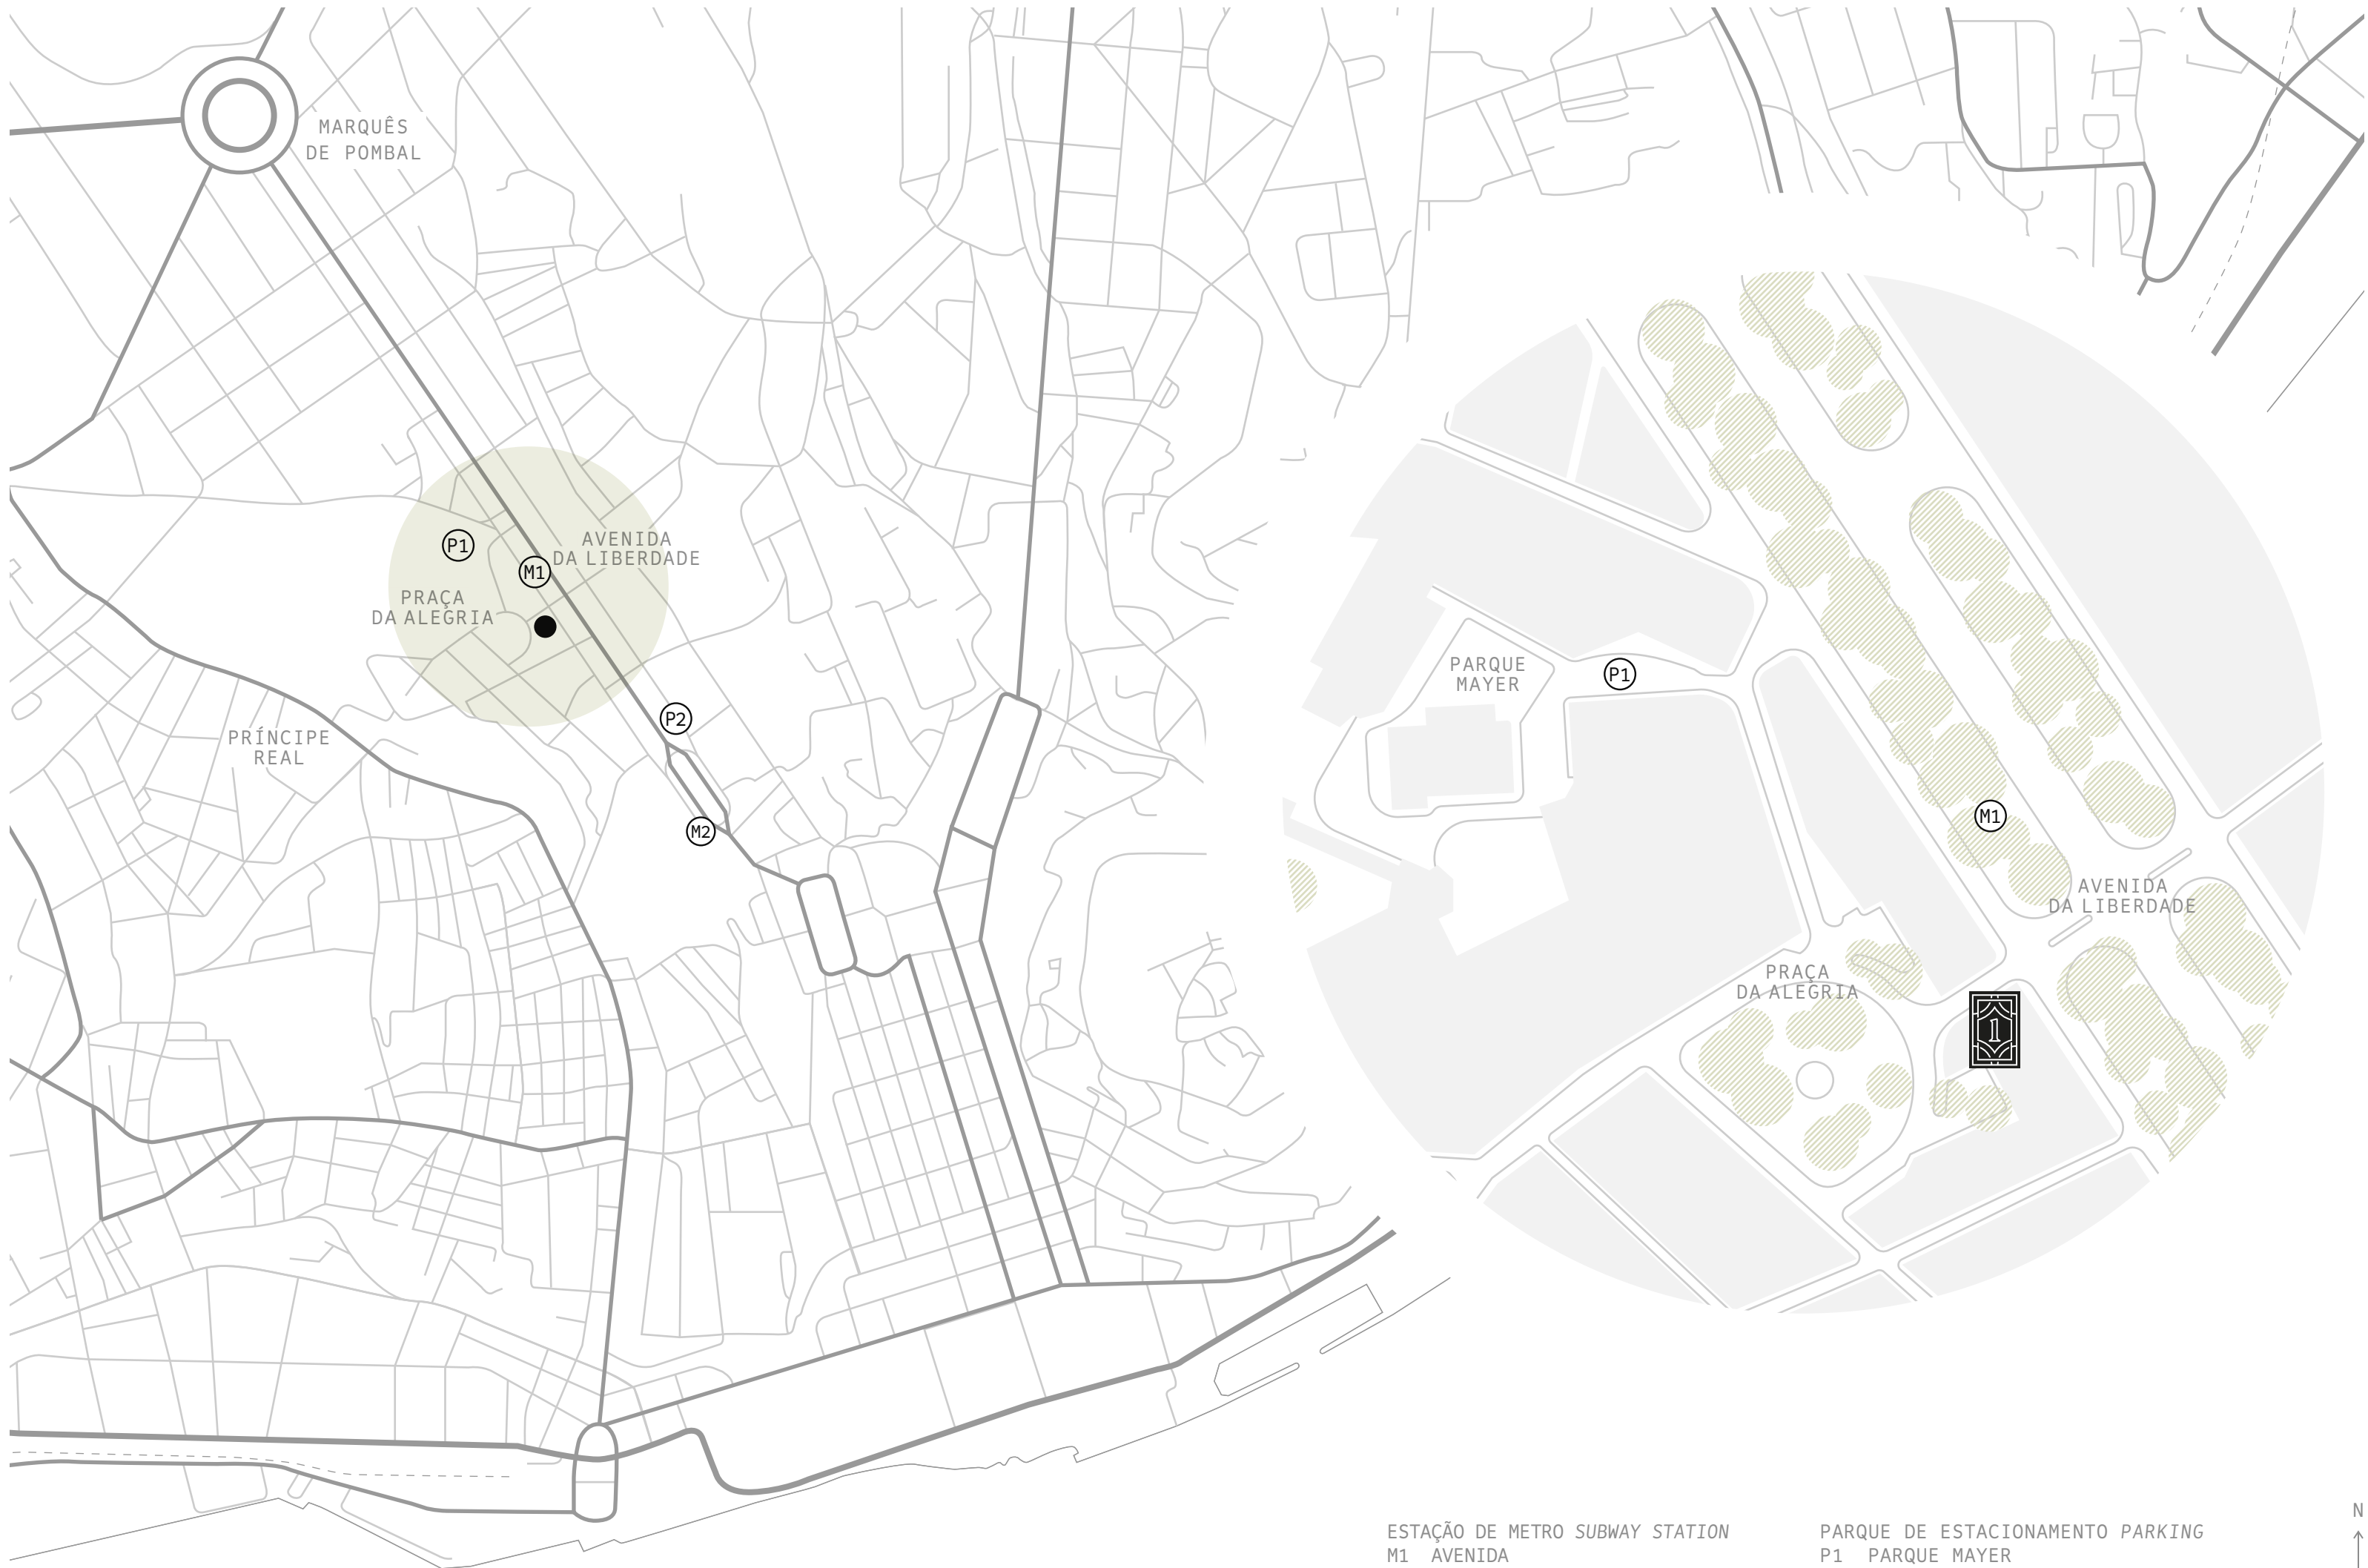 MARQUÊS
DE POMBAL
P1
AVENIDA
DA LIBERDADE
M1
PRAÇA
DA ALEGRIA
P2
PRÍNCIPE
REAL
M2
PARQUE
MAYER
P1
M1
AVENIDA
DA LIBERDADE
PRAÇA
DA ALEGRIA
1
ESTAÇÃO DE METRO SUBWAY STATION
M1 AVENIDA
PARQUE DE ESTACIONAMENTO PARKING
P1 PARQUE MAYER
N